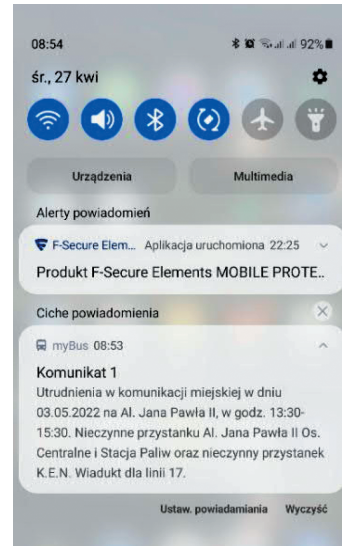 08:54 92%
śr., 27 kwi
Urządzenia Multimedia
Alerty powiadomień
F-Secure Elem... Aplikacja uruchomiona 22:25
Produkt F-Secure Elements MOBILE PROTE..
Ciche powiadomienia
myBus 08:53
Komunikat 1
Utrudnienia w komunikacji miejskiej w dniu
03.05.2022 na Al. Jana Pawła II, w godz. 13:30-
15:30. Nieczynne przystanku Al. Jana Pawła II Os.
Centralne i Stacja Paliw oraz nieczynny przystanek
K.E.N. Wiadukt dla linii 17.
Ustaw. powiadamiania Wyczyść